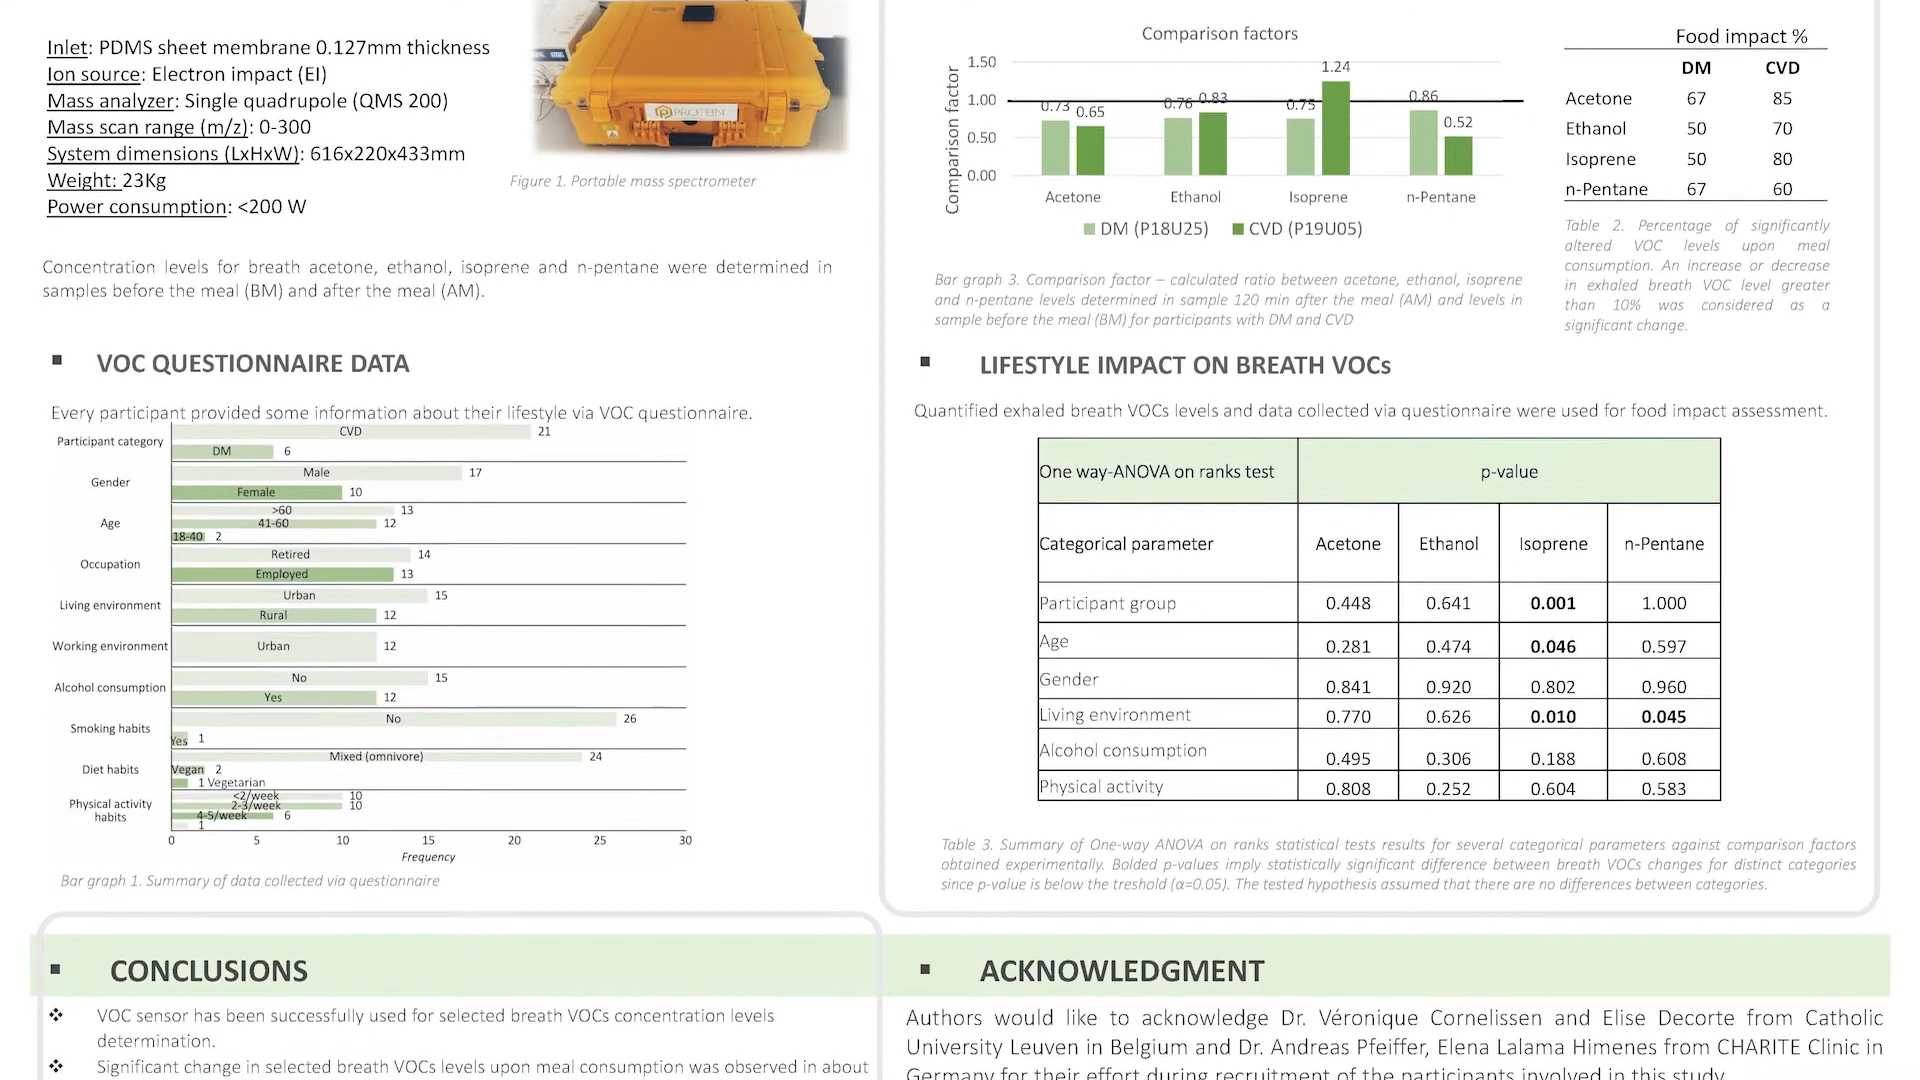 Inlet: PDMS sheet membrane 0.127mm thickness
Ion source: Electron impact (EI)
Mass analyzer: Single quadrupole (QMS 200)
Mass scan range (m/z): 0-300
System dimensions (LxHxW): 616x220x433mm
Weight: 23Kg
Power consumption: <200 W
PROTEIN
Figure 1. Portable mass spectrometer
Concentration levels for breath acetone, ethanol, isoprene and n-pentane were determined in
samples before the meal (BM) and after the meal (AM).
▪ VOC QUESTIONNAIRE DATA
Every participant provided some information about their lifestyle via VOC questionnaire.
Participant category
CVD 21
DM 6
Gender
Male 17
Female 10
Age
>60 13
41-60 12
18-40 2
Occupation
Retired 14
Employed 13
Living environment
Urban 15
Rural 12
Working environment
Urban 12
Alcohol consumption
No 15
Yes 12
Smoking habits
No 26
Yes 1
Diet habits
Mixed (omnivore) 24
Vegan 2
1 Vegetarian
Physical activity
habits
<2/week 10
2-3/week 10
4-5/week 6
1
0 5 10 15 20 25 30
Frequency
Bar graph 1. Summary of data collected via questionnaire
Comparison factors
Comparison factor
1.50
1.00
0.50
0.00
0.73 0.65 0.76 0.83 0.75 1.24 0.86 0.52
Acetone Ethanol Isoprene n-Pentane
DM (P18U25) CVD (P19U05)
Bar graph 3. Comparison factor – calculated ratio between acetone, ethanol, isoprene
and n-pentane levels determined in sample 120 min after the meal (AM) and levels in
sample before the meal (BM) for participants with DM and CVD
Food impact %
DM CVD
Acetone 67 85
Ethanol 50 70
Isoprene 50 80
n-Pentane 67 60
Table 2. Percentage of significantly
altered VOC levels upon meal
consumption. An increase or decrease
in exhaled breath VOC level greater
than 10% was considered as a
significant change.
▪ LIFESTYLE IMPACT ON BREATH VOCs
Quantified exhaled breath VOCs levels and data collected via questionnaire were used for food impact assessment.
One way-ANOVA on ranks test p-value
Categorical parameter Acetone Ethanol Isoprene n-Pentane
Participant group 0.448 0.641 0.001 1.000
Age 0.281 0.474 0.046 0.597
Gender 0.841 0.920 0.802 0.960
Living environment 0.770 0.626 0.010 0.045
Alcohol consumption 0.495 0.306 0.188 0.608
Physical activity 0.808 0.252 0.604 0.583
Table 3. Summary of One-way ANOVA on ranks statistical tests results for several categorical parameters against comparison factors
obtained experimentally. Bolded p-values imply statistically significant difference between breath VOCs changes for distinct categories
since p-value is below the treshold (α=0.05). The tested hypothesis assumed that there are no differences between categories.
▪ CONCLUSIONS
❖ VOC sensor has been successfully used for selected breath VOCs concentration levels
determination.
❖ Significant change in selected breath VOCs levels upon meal consumption was observed in about
▪ ACKNOWLEDGMENT
Authors would like to acknowledge Dr. Véronique Cornelissen and Elise Decorte from Catholic
University Leuven in Belgium and Dr. Andreas Pfeiffer, Elena Lalama Himenes from CHARITE Clinic in
Germany for their effort during recruitment of the participants involved in this study.